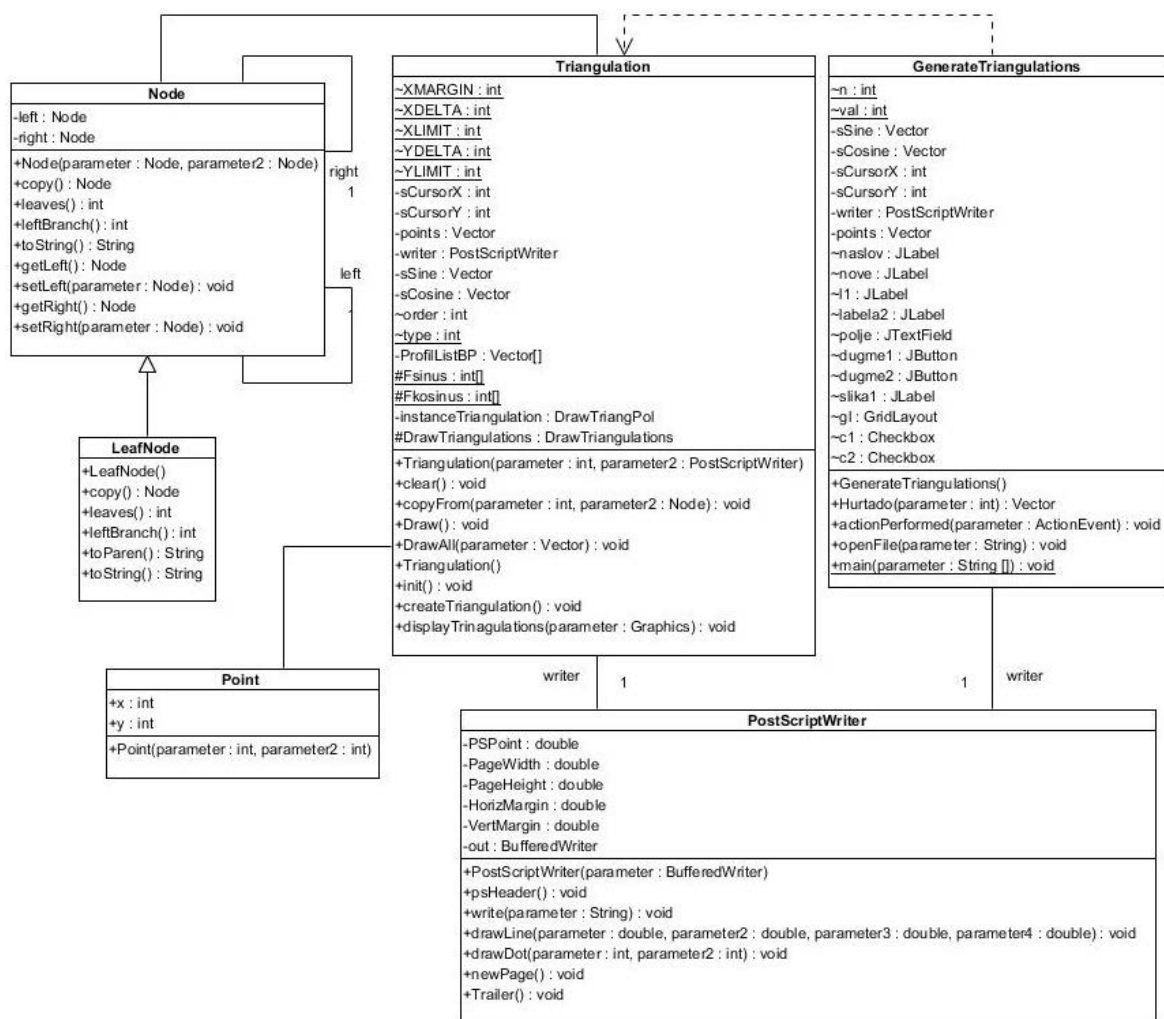 Node
-left : Node
-right : Node
+Node(parameter : Node, parameter2 : Node)
+copy() : Node
+leaves() : int
+leftBranch() : int
+toString() : String
+getLeft() : Node
+setLeft(parameter : Node) : void
+getRight() : Node
+setRight(parameter : Node) : void
right
1
left
LeafNode
+LeafNode()
+copy() : Node
+leaves() : int
+leftBranch() : int
+toParen() : String
+toString() : String
Triangulation
~XMARGIN : int
~XDELTA : int
~XLIMIT : int
~YDELTA : int
~YLIMIT : int
-sCursorX : int
-sCursorY : int
-points : Vector
-writer : PostScriptWriter
-sSine : Vector
-sCosine : Vector
~order : int
~type : int
-ProfilListBP : Vector[]
#Fsinus : int[]
#Fkosinus : int[]
-instanceTriangulation : DrawTriangPol
#DrawTriangulations : DrawTriangulations
+Triangulation(parameter : int, parameter2 : PostScriptWriter)
+clear() : void
+copyFrom(parameter : int, parameter2 : Node) : void
+Draw() : void
+DrawAll(parameter : Vector) : void
+Triangulation()
+init() : void
+createTriangulation() : void
+displayTrinagulations(parameter : Graphics) : void
GenerateTriangulations
~n : int
~val : int
-sSine : Vector
-sCosine : Vector
-sCursorX : int
-sCursorY : int
-writer : PostScriptWriter
-points : Vector
~naslov : JLabel
~nove : JLabel
~l1 : JLabel
~labela2 : JLabel
~polje : JTextField
~dugme1 : JButton
~dugme2 : JButton
~slika1 : JLabel
~gl : GridLayout
~c1 : Checkbox
~c2 : Checkbox
+GenerateTriangulations()
+Hurtado(parameter : int) : Vector
+actionPerformed(parameter : ActionEvent) : void
+openFile(parameter : String) : void
+main(parameter : String []) : void
Point
+x : int
+y : int
+Point(parameter : int, parameter2 : int)
writer
1
1
writer
PostScriptWriter
-PSPoint : double
-PageWidth : double
-PageHeight : double
-HorizMargin : double
-VertMargin : double
-out : BufferedWriter
+PostScriptWriter(parameter : BufferedWriter)
+psHeader() : void
+write(parameter : String) : void
+drawLine(parameter : double, parameter2 : double, parameter3 : double, parameter4 : double) : void
+drawDot(parameter : int, parameter2 : int) : void
+newPage() : void
+Trailer() : void